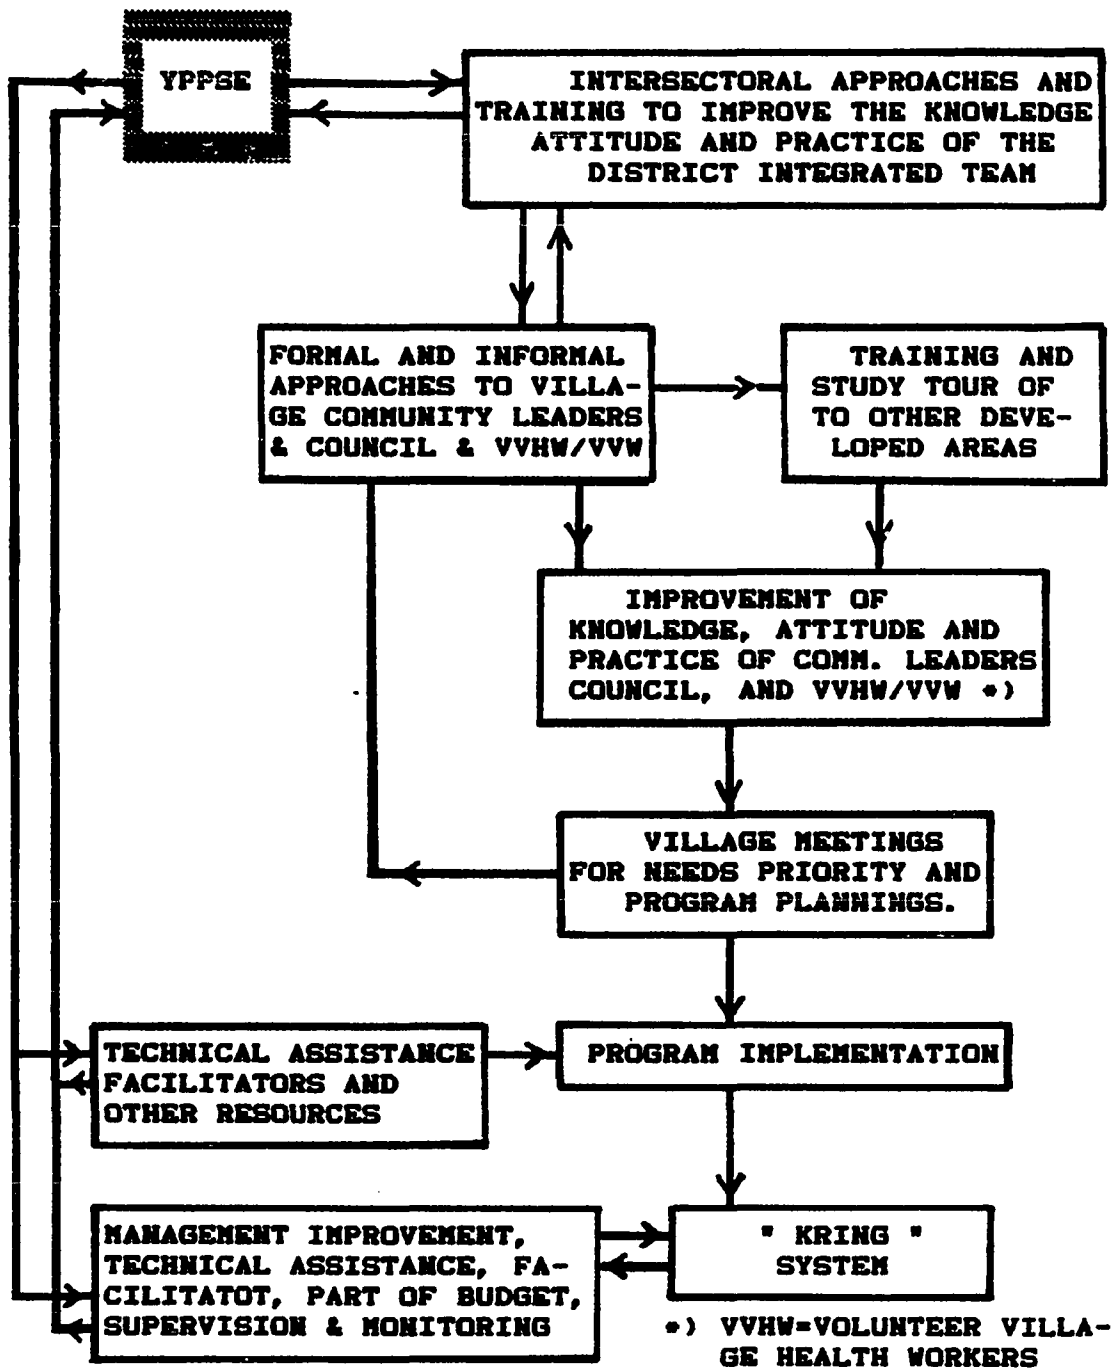 YPPSE
INTERSECTORAL APPROACHES AND
TRAINING TO IMPROVE THE KNOWLEDGE
ATTITUDE AND PRACTICE OF THE
DISTRICT INTEGRATED TEAM
FORMAL AND INFORMAL
APPROACHES TO VILLA-
GE COMMUNITY LEADERS
& COUNCIL & VVHW/VVW
TRAINING AND
STUDY TOUR OF
TO OTHER DEVE-
LOPED AREAS
IMPROVEMENT OF
KNOWLEDGE, ATTITUDE AND
PRACTICE OF COMM. LEADERS
COUNCIL, AND VVHW/VVW *)
VILLAGE MEETINGS
FOR NEEDS PRIORITY AND
PROGRAM PLANNINGS.
TECHNICAL ASSISTANCE
FACILITATORS AND
OTHER RESOURCES
PROGRAM IMPLEMENTATION
MANAGEMENT IMPROVEMENT,
TECHNICAL ASSISTANCE, FA-
CILITATOT, PART OF BUDGET,
SUPERVISION & MONITORING
" KRING "
SYSTEM
*) VVHW=VOLUNTEER VILLA-
GE HEALTH WORKERS